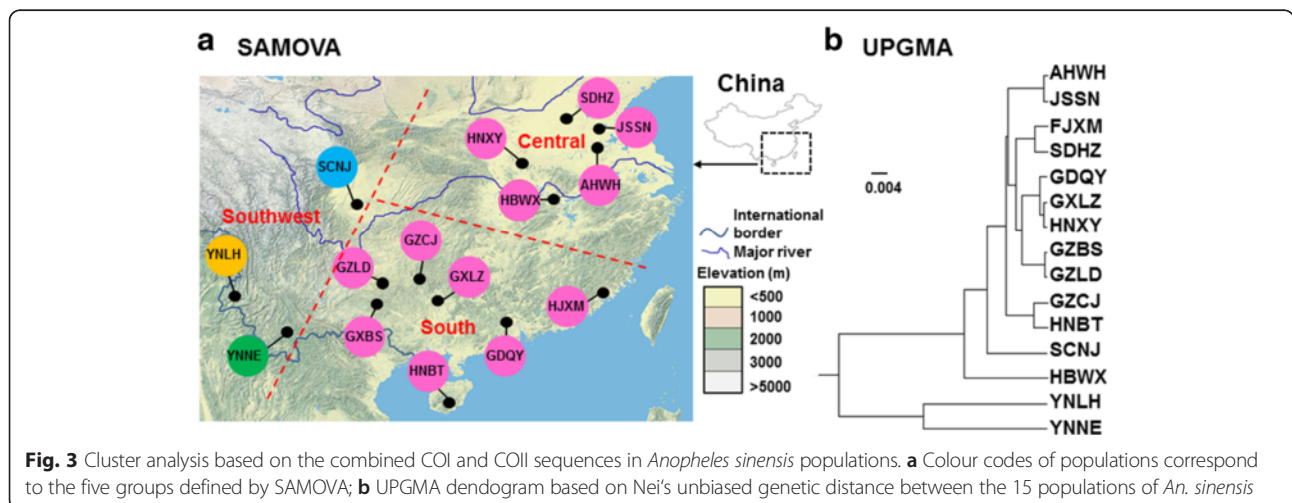 a SAMOVA
b UPGMA
China
SDHZ
JSSN
HNXY
Central
SCNJ
AHWH
HBWX
Southwest
GZCJ
YNLH
GZLD
GXLZ
HJXM
South
GXBS
YNNE
GDQY
HNBT
International
border
Major river
Elevation (m)
<500
1000
2000
3000
>5000
0.004
AHWH
JSSN
FJXM
SDHZ
GDQY
GXLZ
HNXY
GZBS
GZLD
GZCJ
HNBT
SCNJ
HBWX
YNLH
YNNE
Fig. 3 Cluster analysis based on the combined COI and COII sequences in Anopheles sinensis populations. a Colour codes of populations correspond
to the five groups defined by SAMOVA; b UPGMA dendogram based on Nei's unbiased genetic distance between the 15 populations of An. sinensis